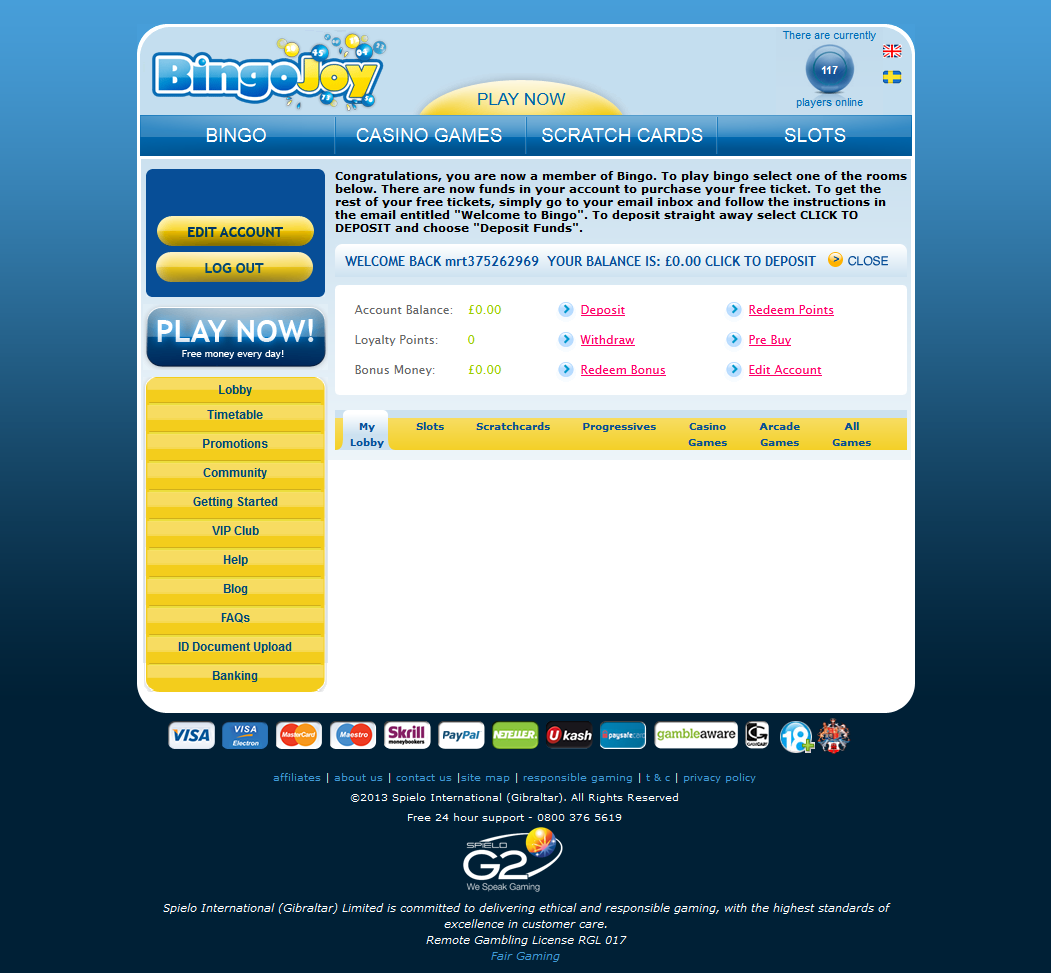 BingoJoy
There are currently
117
players online
PLAY NOW
BINGO CASINO GAMES SCRATCH CARDS SLOTS
EDIT ACCOUNT
LOG OUT
PLAY NOW!
Free money every day!
Lobby
Timetable
Promotions
Community
Getting Started
VIP Club
Help
Blog
FAQs
ID Document Upload
Banking
Congratulations, you are now a member of Bingo. To play bingo select one of the rooms
below. There are now funds in your account to purchase your free ticket. To get the
rest of your free tickets, simply go to your email inbox and follow the instructions in
the email entitled "Welcome to Bingo". To deposit straight away select CLICK TO
DEPOSIT and choose "Deposit Funds".
WELCOME BACK mrt375262969 YOUR BALANCE IS: £0.00 CLICK TO DEPOSIT CLOSE
Account Balance: £0.00 Deposit Redeem Points
Loyalty Points: 0 Withdraw Pre Buy
Bonus Money: £0.00 Redeem Bonus Edit Account
My Lobby Slots Scratchcards Progressives Casino Games Arcade Games All Games
VISA VISA Electron MasterCard Maestro Skrill moneybookers PayPal NETELLER Ukash paysafecard gambleaware GAMCARE 18+
affiliates | about us | contact us |site map | responsible gaming | t & c | privacy policy
©2013 Spielo International (Gibraltar). All Rights Reserved
Free 24 hour support - 0800 376 5619
SPIELO
G2
We Speak Gaming
Spielo International (Gibraltar) Limited is committed to delivering ethical and responsible gaming, with the highest standards of
excellence in customer care.
Remote Gambling License RGL 017
Fair Gaming